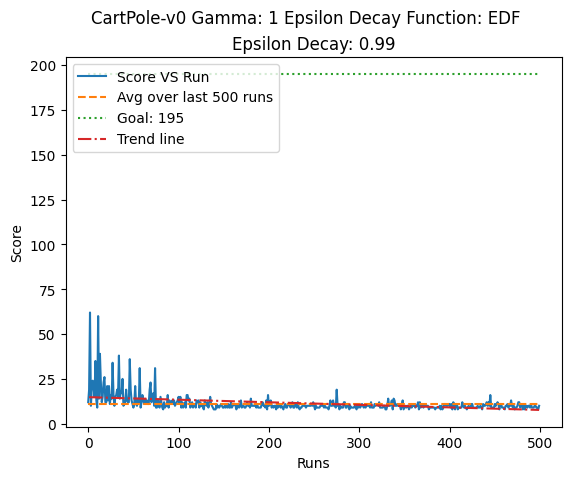 CartPole-v0 Gamma: 1 Epsilon Decay Function: EDF
Epsilon Decay: 0.99
200
175
150
125
100
75
50
25
0
Score
Score VS Run
Avg over last 500 runs
Goal: 195
Trend line
0 100 200 300 400 500
Runs